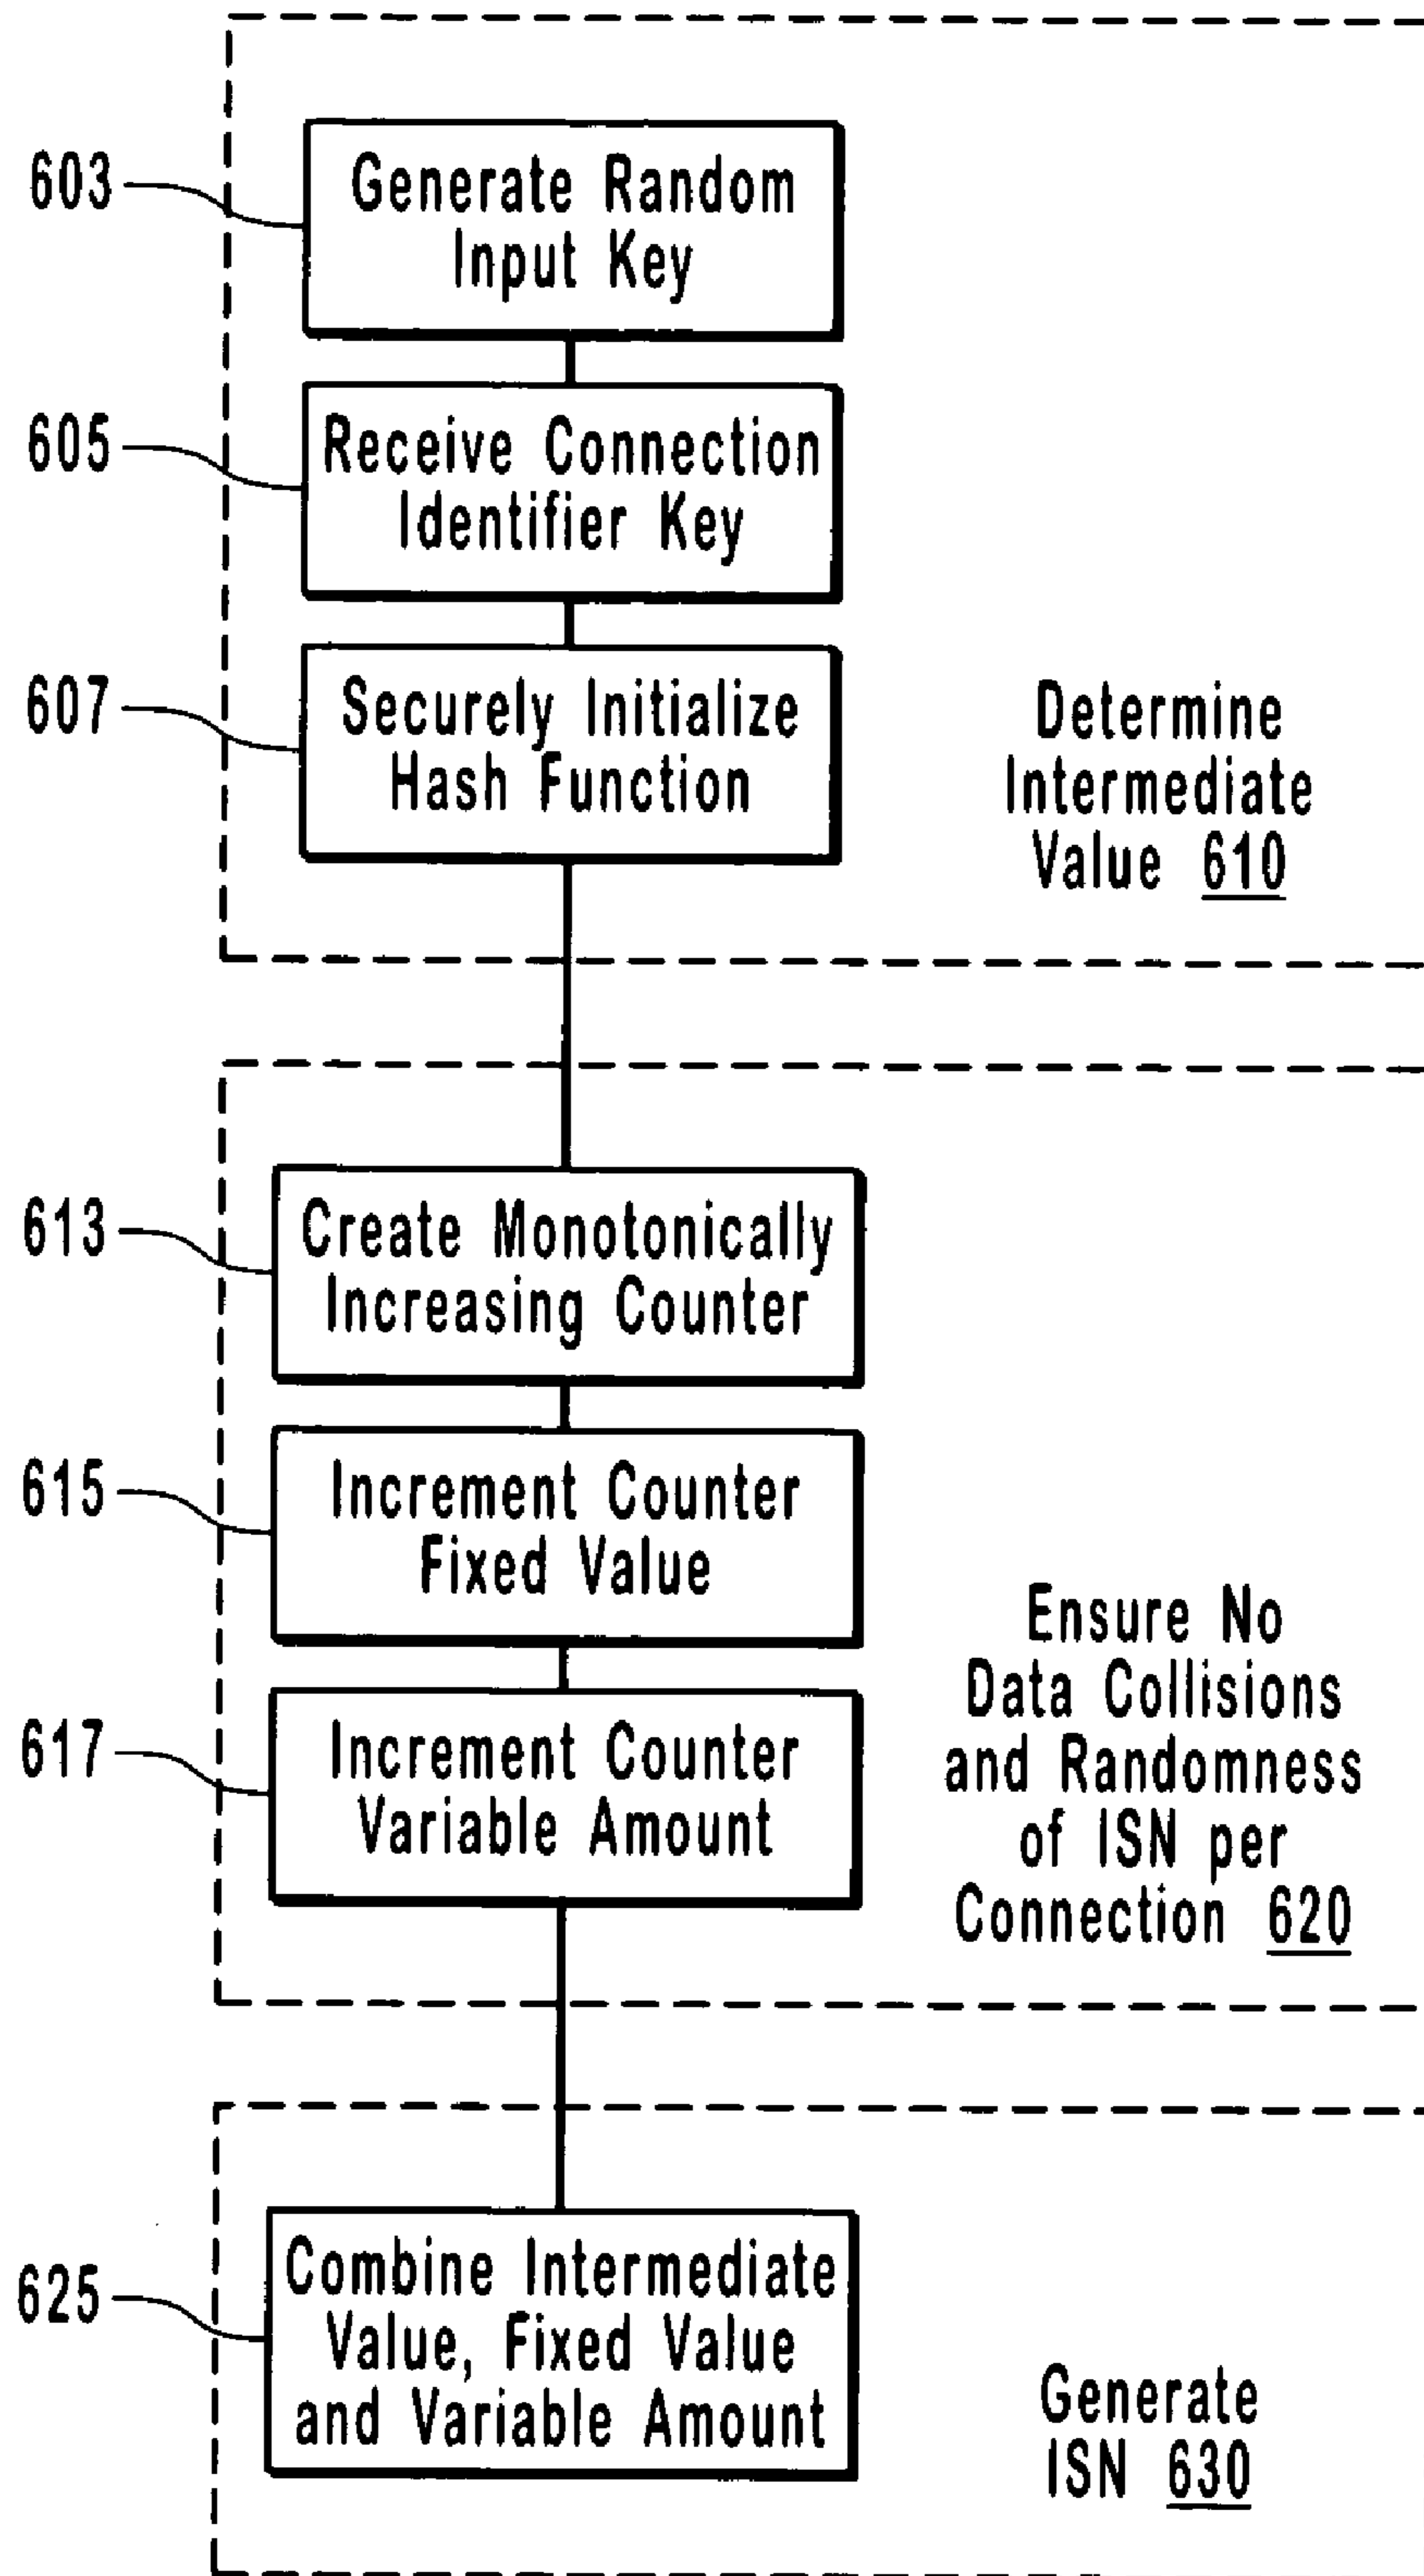 603
Generate Random
Input Key
605
Receive Connection
Identifier Key
607
Securely Initialize
Hash Function
Determine
Intermediate
Value 610
613
Create Monotonically
Increasing Counter
615
Increment Counter
Fixed Value
617
Increment Counter
Variable Amount
Ensure No
Data Collisions
and Randomness
of ISN per
Connection 620
625
Combine Intermediate
Value, Fixed Value
and Variable Amount
Generate
ISN 630